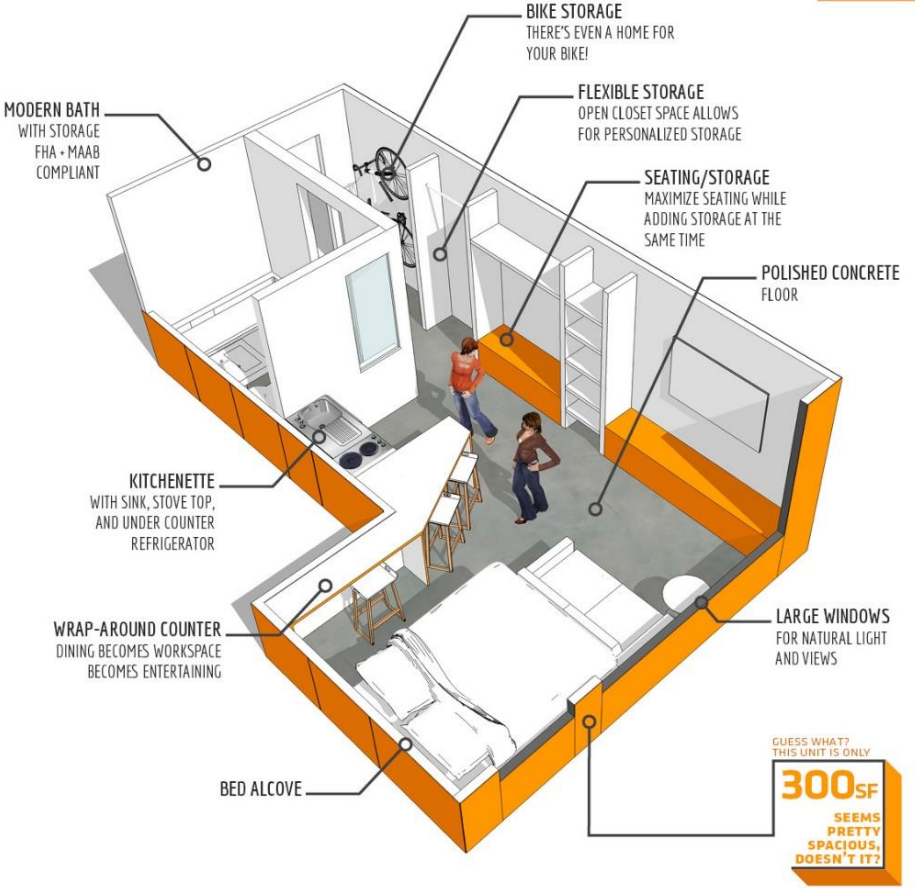 BIKE STORAGE
THERE'S EVEN A HOME FOR
YOUR BIKE!
FLEXIBLE STORAGE
OPEN CLOSET SPACE ALLOWS
FOR PERSONALIZED STORAGE
MODERN BATH
WITH STORAGE
FHA + MAAB
COMPLIANT
SEATING/STORAGE
MAXIMIZE SEATING WHILE
ADDING STORAGE AT THE
SAME TIME
POLISHED CONCRETE
FLOOR
KITCHENETTE
WITH SINK, STOVE TOP,
AND UNDER COUNTER
REFRIGERATOR
WRAP-AROUND COUNTER
DINING BECOMES WORKSPACE
BECOMES ENTERTAINING
LARGE WINDOWS
FOR NATURAL LIGHT
AND VIEWS
BED ALCOVE
GUESS WHAT?
THIS UNIT IS ONLY
300SF
SEEMS
PRETTY
SPACIOUS,
DOESN'T IT?